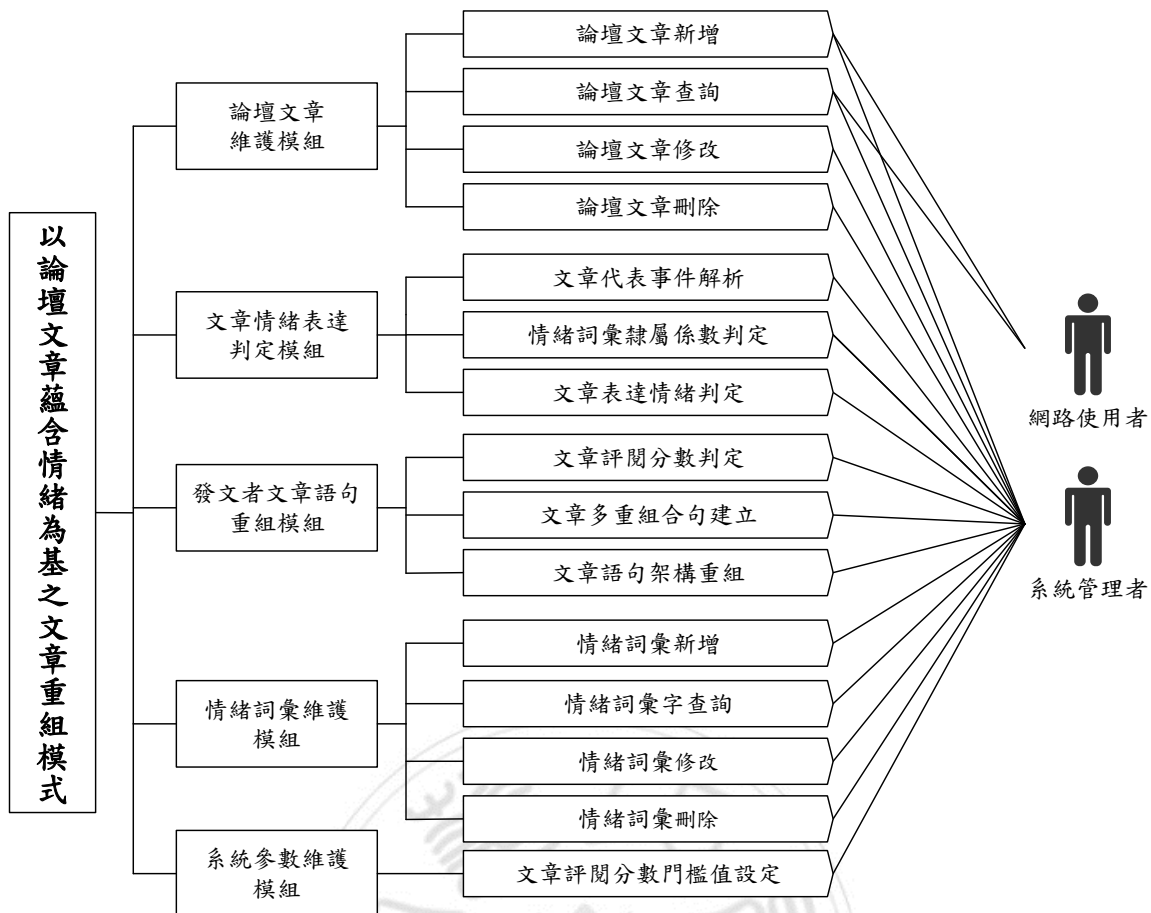 以論壇文章蘊含情緒為基之文章重組模式
論壇文章
維護模組
論壇文章新增
論壇文章查詢
論壇文章修改
論壇文章刪除
文章情緒表達
判定模組
文章代表事件解析
情緒詞彙隸屬係數判定
文章表達情緒判定
發文者文章語句
重組模組
文章評閱分數判定
文章多重組合句建立
文章語句架構重組
情緒詞彙維護
模組
情緒詞彙新增
情緒詞彙字查詢
情緒詞彙修改
情緒詞彙刪除
系統參數維護
模組
文章評閱分數門檻值設定
網路使用者
系統管理者